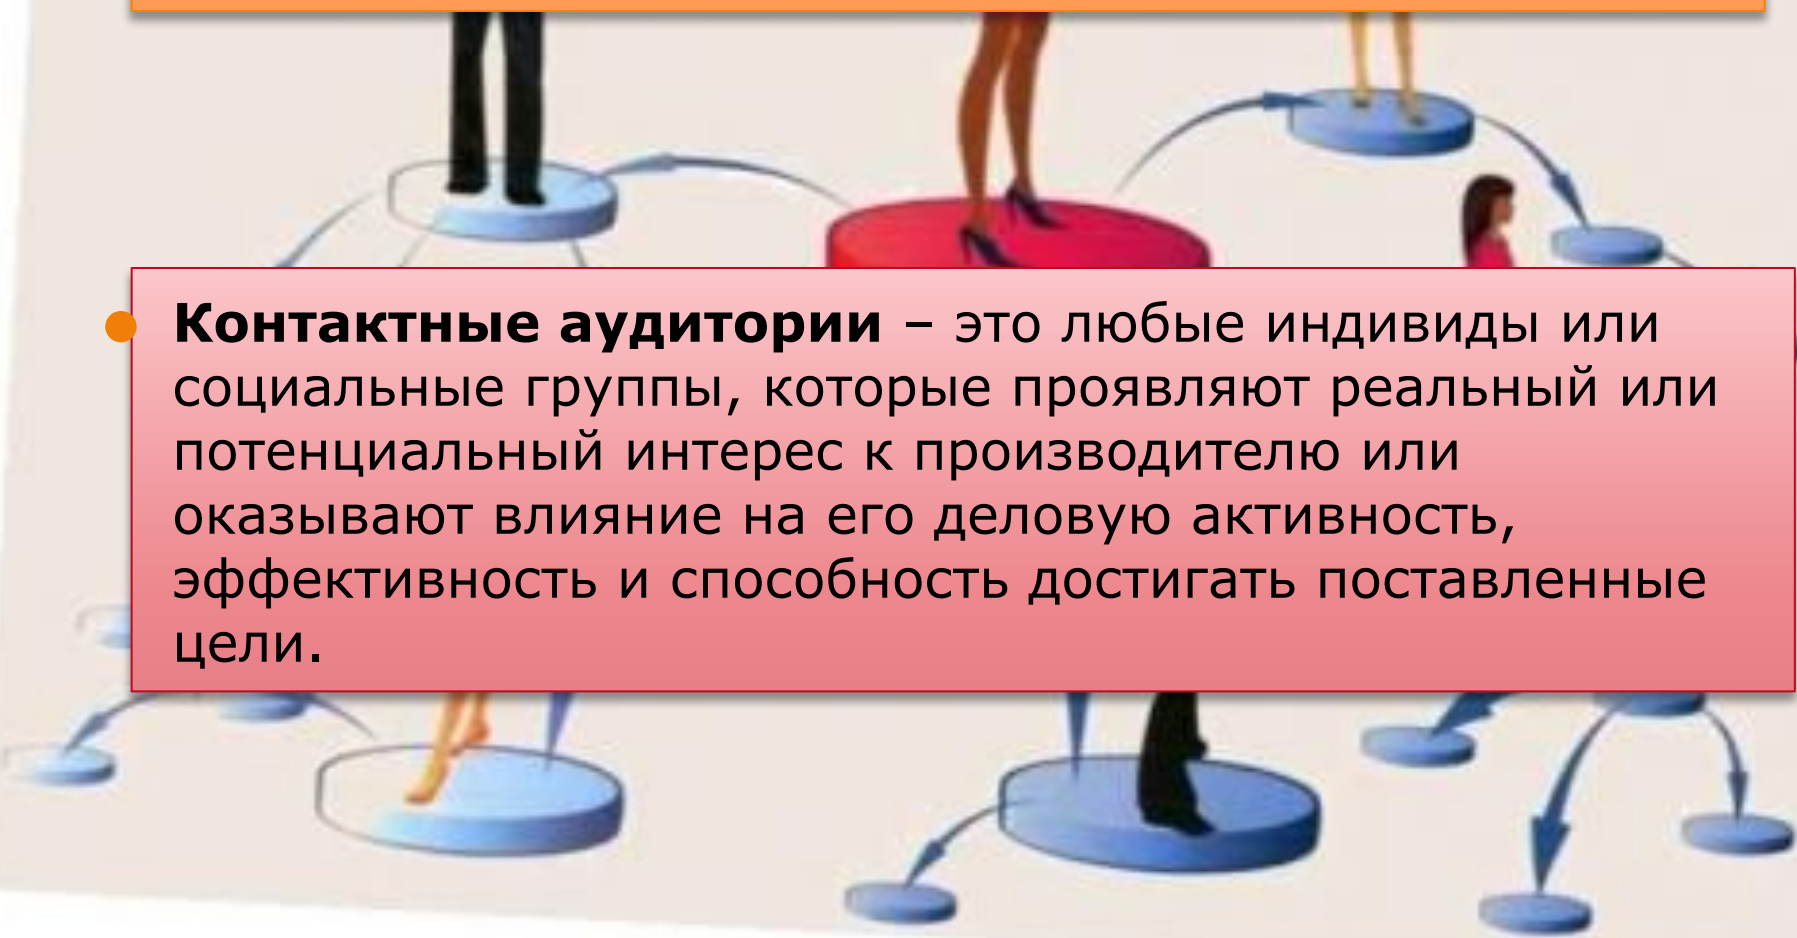 Контактные аудитории – это любые индивиды или
социальные группы, которые проявляют реальный или
потенциальный интерес к производителю или
оказывают влияние на его деловую активность,
эффективность и способность достигать поставленные
цели.